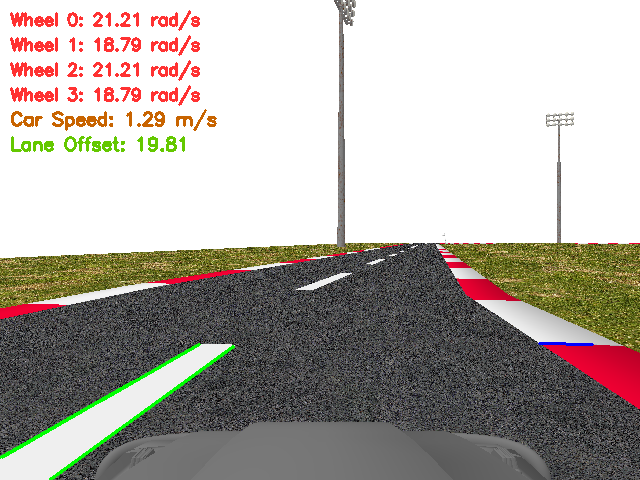 Wheel 0: 21.21 rad/s
Wheel 1: 18.79 rad/s
Wheel 2: 21.21 rad/s
Wheel 3: 18.79 rad/s
Car Speed: 1.29 m/s
Lane Offset: 19.81